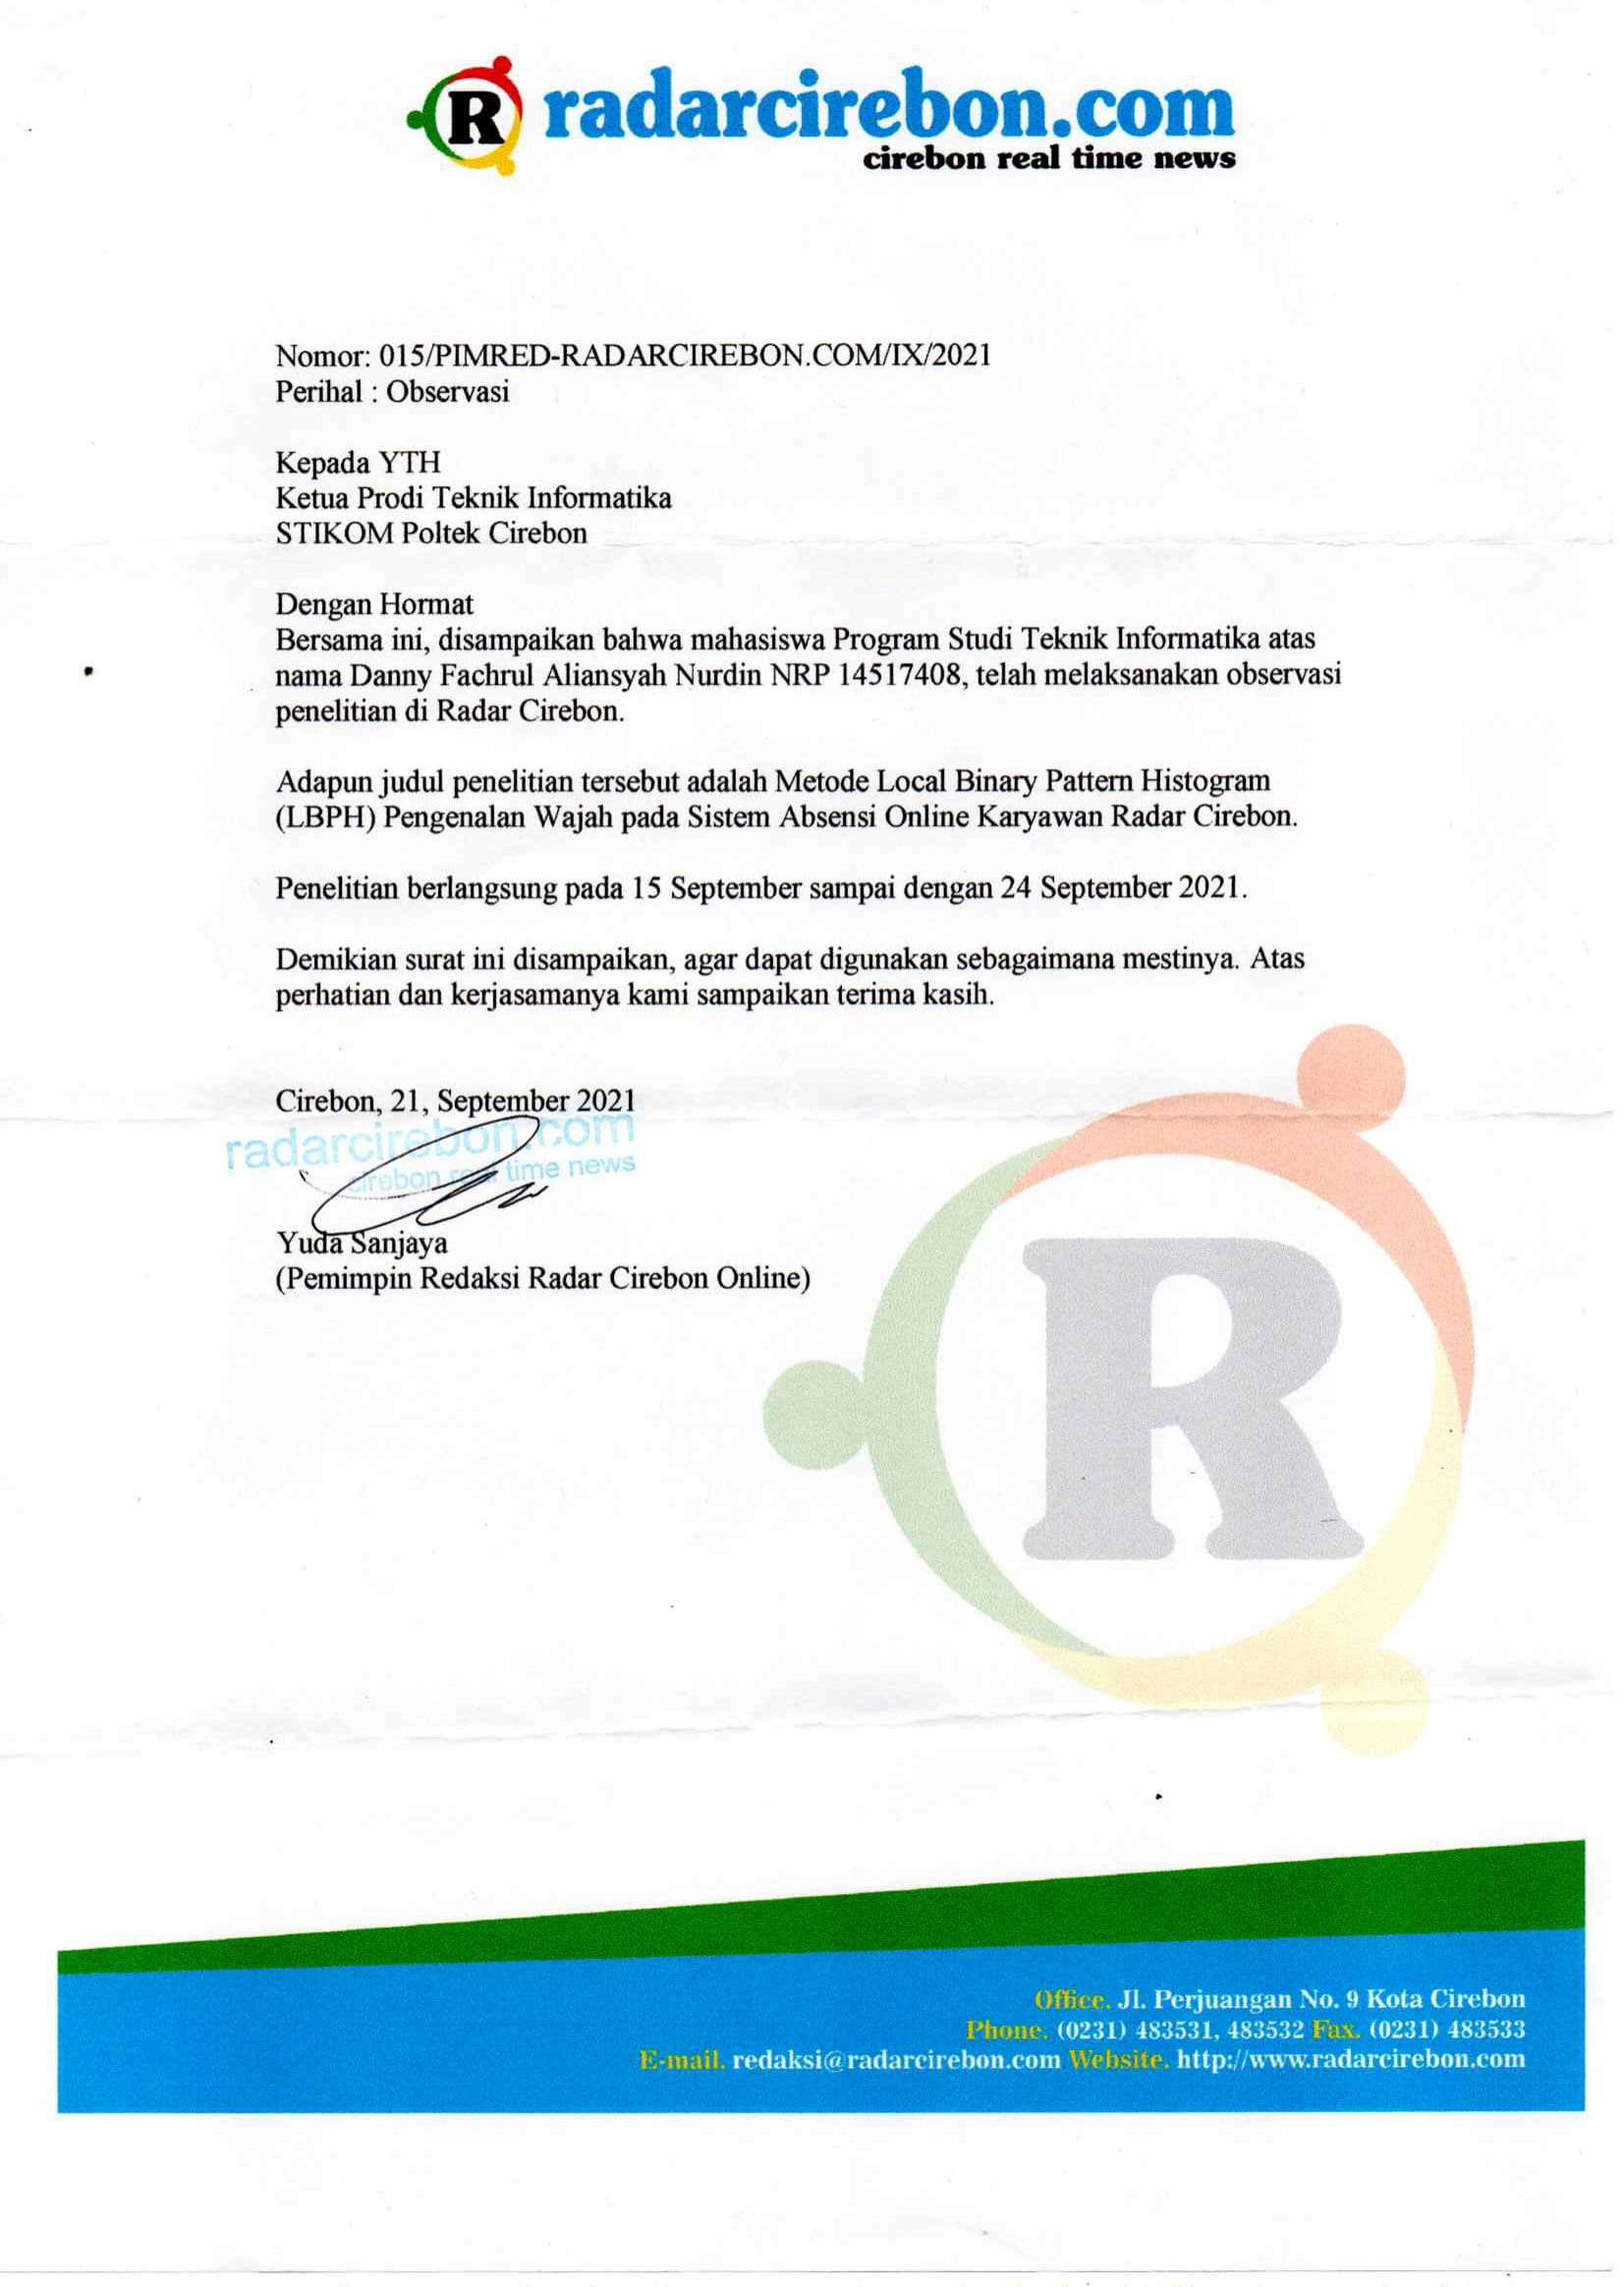 R radarcirebon.com
cirebon real time news
Nomor: 015/PIMRED-RADARCIREBON.COM/IX/2021
Perihal : Observasi
Kepada YTH
Ketua Prodi Teknik Informatika
STIKOM Poltek Cirebon
Dengan Hormat
Bersama ini, disampaikan bahwa mahasiswa Program Studi Teknik Informatika atas
nama Danny Fachrul Aliansyah Nurdin NRP 14517408, telah melaksanakan observasi
penelitian di Radar Cirebon.
Adapun judul penelitian tersebut adalah Metode Local Binary Pattern Histogram
(LBPH) Pengenalan Wajah pada Sistem Absensi Online Karyawan Radar Cirebon.
Penelitian berlangsung pada 15 September sampai dengan 24 September 2021.
Demikian surat ini disampaikan, agar dapat digunakan sebagaimana mestinya. Atas
perhatian dan kerjasamanya kami sampaikan terima kasih.
Cirebon, 21, September 2021
radarcirebon.com
cirebon real time news
Yuda Sanjaya
(Pemimpin Redaksi Radar Cirebon Online)
R
Office. Jl. Perjuangan No. 9 Kota Cirebon
Phone. (0231) 483531, 483532 Fax. (0231) 483533
E-mail. redaksi@radarcirebon.com Website. http://www.radarcirebon.com